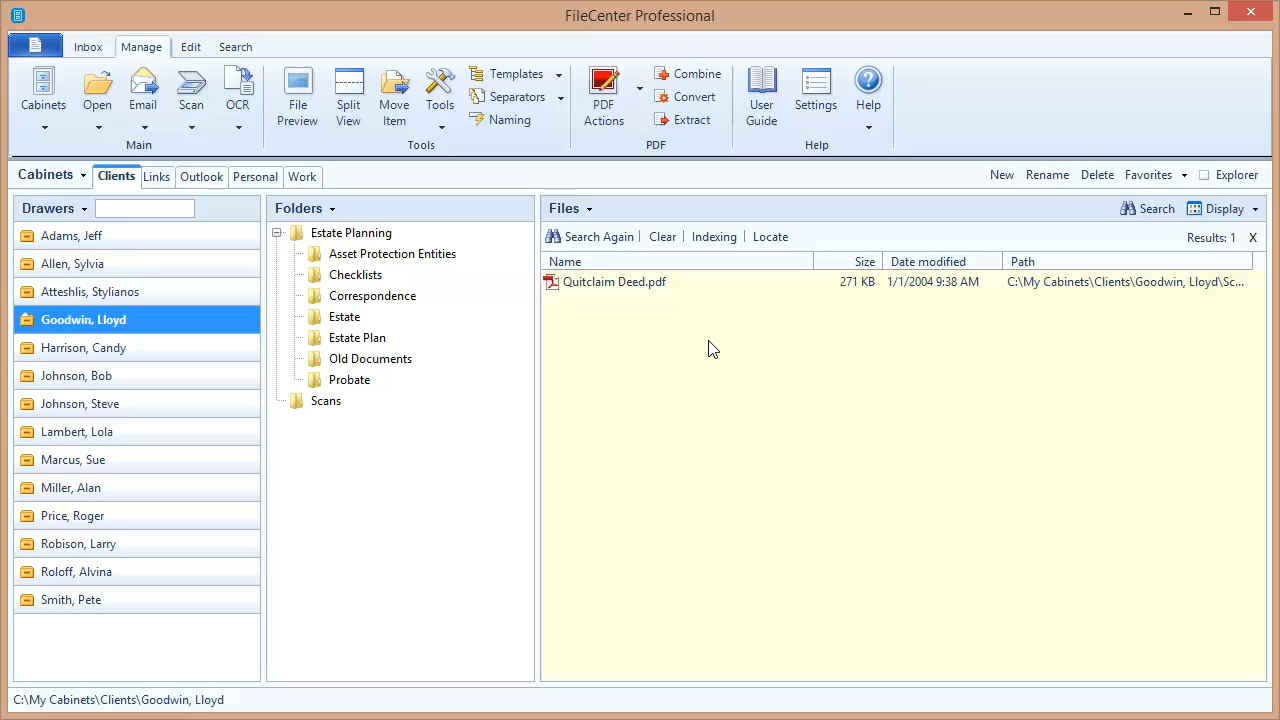 FileCenter Professional
Inbox Manage Edit Search
Cabinets Open Email Scan OCR
Main
File Preview Split View Move Item Tools
Templates
Separators
Naming
Tools
PDF Actions
Combine
Convert
Extract
PDF
User Guide Settings Help
Help
Cabinets Clients Links Outlook Personal Work
New Rename Delete Favorites Explorer
Drawers
Adams, Jeff
Allen, Sylvia
Atteshlis, Stylianos
Goodwin, Lloyd
Harrison, Candy
Johnson, Bob
Johnson, Steve
Lambert, Lola
Marcus, Sue
Miller, Alan
Price, Roger
Robison, Larry
Roloff, Alvina
Smith, Pete
Folders
Estate Planning
Asset Protection Entities
Checklists
Correspondence
Estate
Estate Plan
Old Documents
Probate
Scans
Files Search Display
Search Again Clear Indexing Locate Results: 1 X
Name Size Date modified Path
Quitclaim Deed.pdf 271 KB 1/1/2004 9:38 AM C:\My Cabinets\Clients\Goodwin, Lloyd\Sc...
C:\My Cabinets\Clients\Goodwin, Lloyd